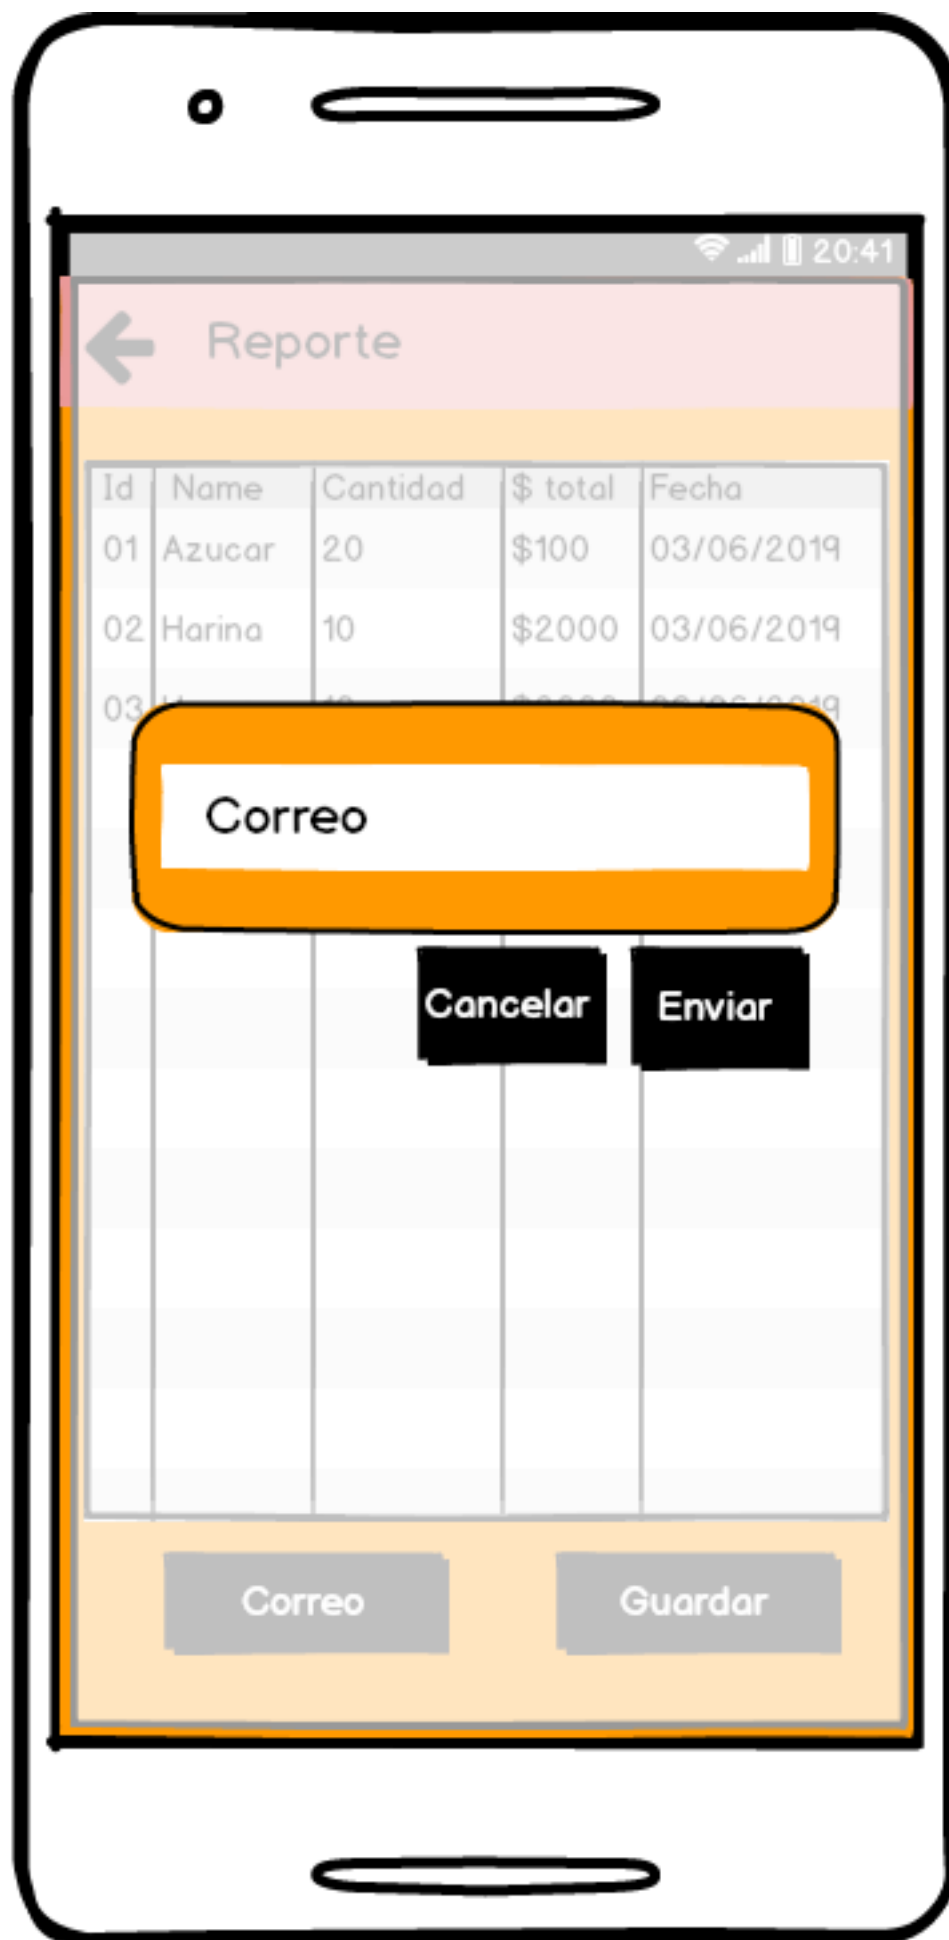 20:41
Reporte
Id Name Cantidad $ total Fecha
01 Azucar 20 $100 03/06/2019
02 Harina 10 $2000 03/06/2019
03
Correo
Cancelar Enviar
Correo Guardar